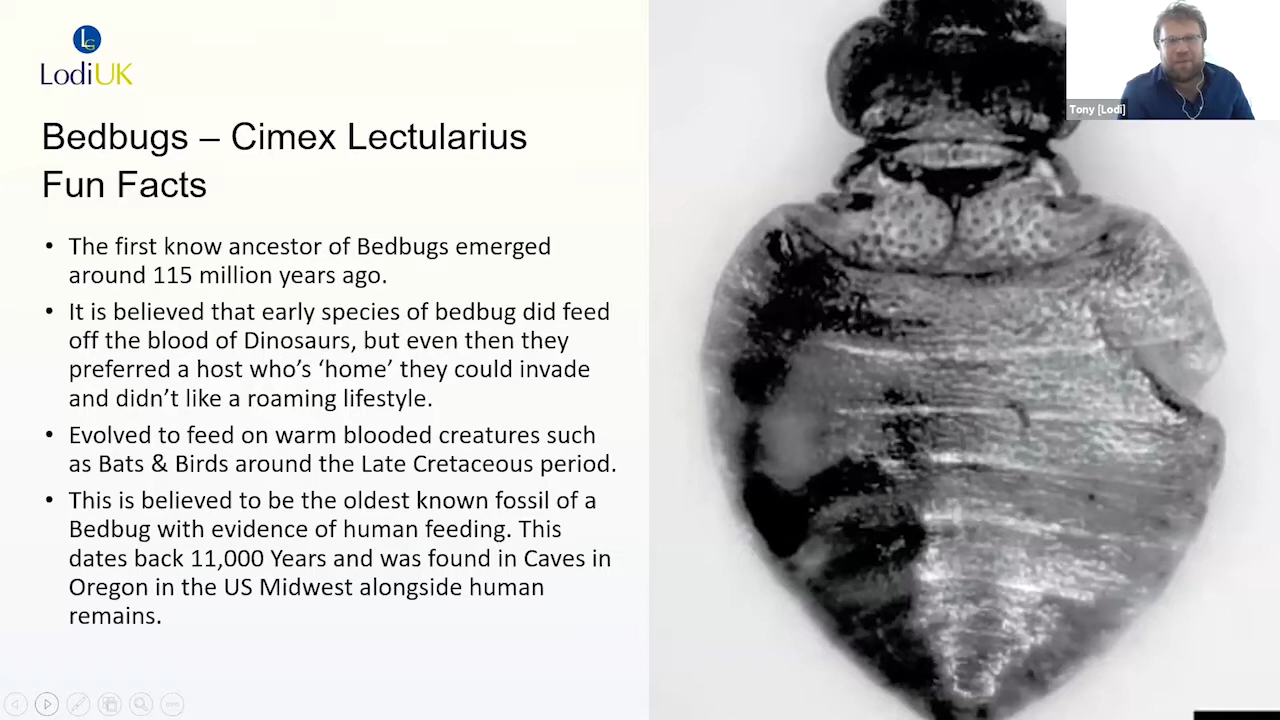 LG
LodiUK
Tony [Lodi]
Bedbugs – Cimex Lectularius
Fun Facts
• The first know ancestor of Bedbugs emerged
around 115 million years ago.
• It is believed that early species of bedbug did feed
off the blood of Dinosaurs, but even then they
preferred a host who’s ‘home’ they could invade
and didn’t like a roaming lifestyle.
• Evolved to feed on warm blooded creatures such
as Bats & Birds around the Late Cretaceous period.
• This is believed to be the oldest known fossil of a
Bedbug with evidence of human feeding. This
dates back 11,000 Years and was found in Caves in
Oregon in the US Midwest alongside human
remains.